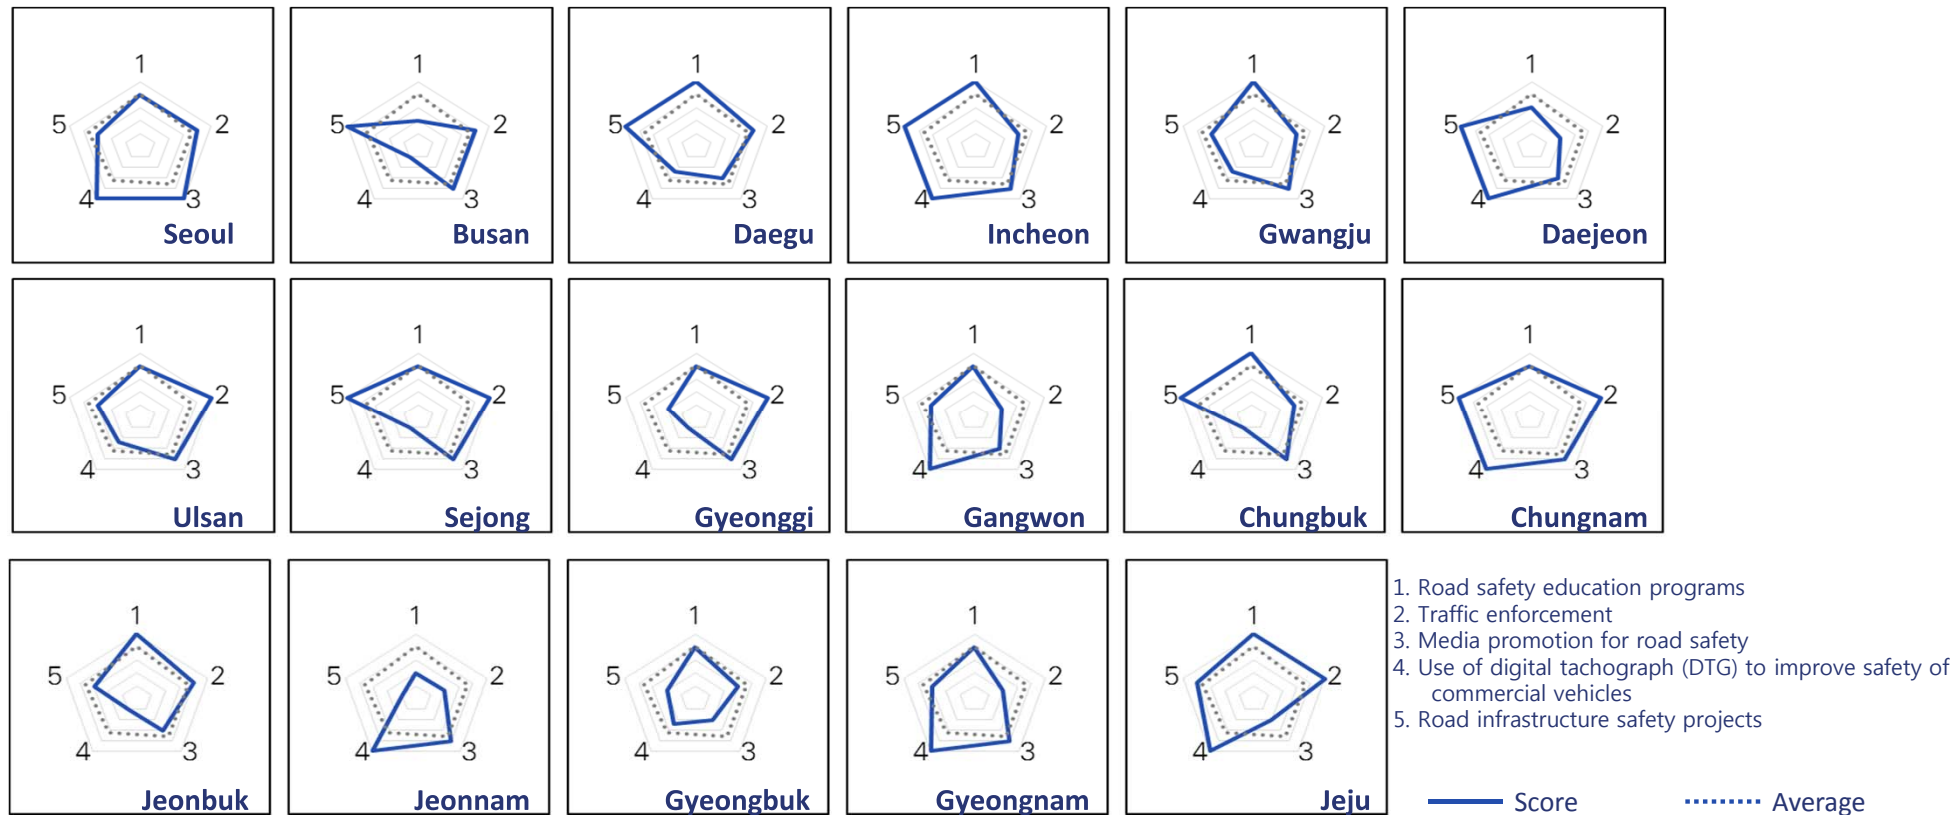 1
5 2
4 3
Seoul
1
5 2
4 3
Busan
1
5 2
4 3
Daegu
1
5 2
4 3
Incheon
1
5 2
4 3
Gwangju
1
5 2
4 3
Daejeon
1
5 2
4 3
Ulsan
1
5 2
4 3
Sejong
1
5 2
4 3
Gyeonggi
1
5 2
4 3
Gangwon
1
5 2
4 3
Chungbuk
1
5 2
4 3
Chungnam
1
5 2
4 3
Jeonbuk
1
5 2
4 3
Jeonnam
1
5 2
4 3
Gyeongbuk
1
5 2
4 3
Gyeongnam
1
5 2
4 3
Jeju
1. Road safety education programs
2. Traffic enforcement
3. Media promotion for road safety
4. Use of digital tachograph (DTG) to improve safety of
commercial vehicles
5. Road infrastructure safety projects
Score Average